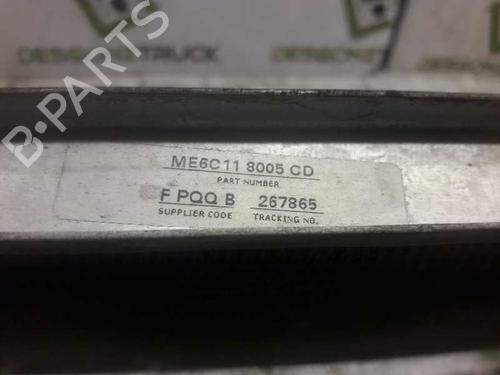 B-PARTS
ME6C11 8005 CD
PART NUMBER
F PQQ B 267865
SUPPLIER CODE TRACKING NO.